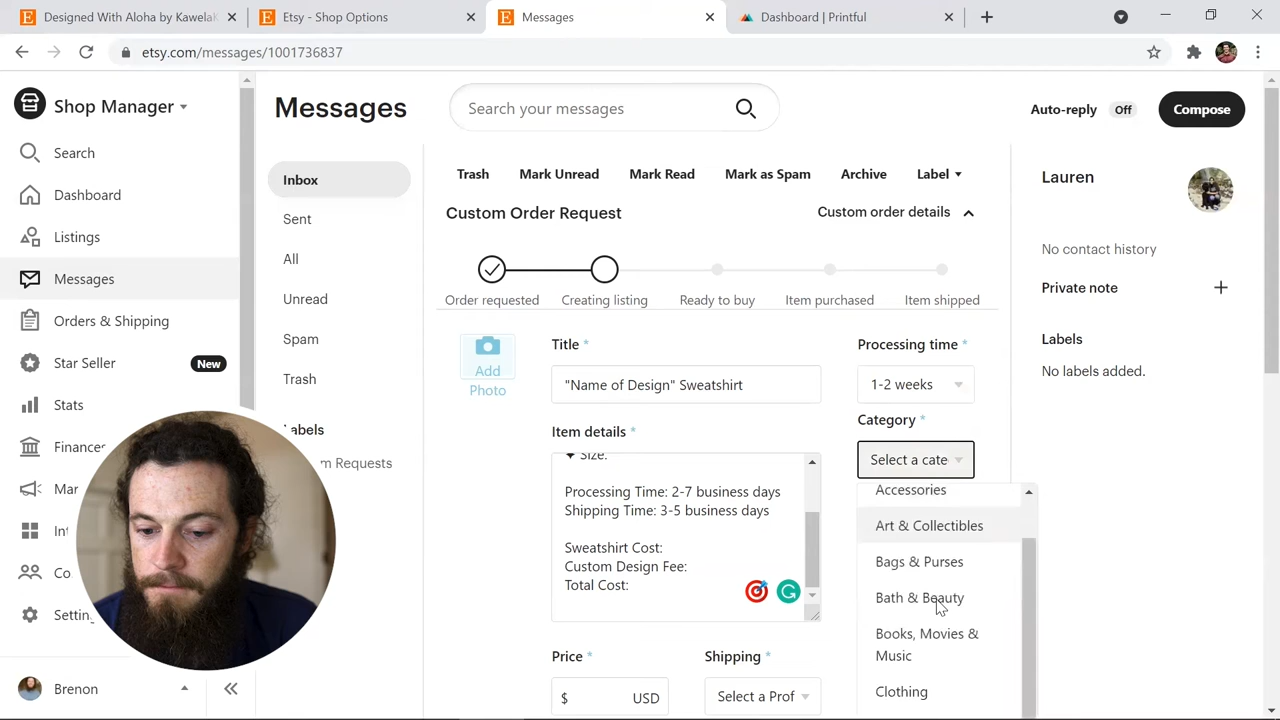 Designed With Aloha by KawelaK
Etsy - Shop Options
Messages
Dashboard | Printful
etsy.com/messages/1001736837
Shop Manager
Search
Dashboard
Listings
Messages
Orders & Shipping
Star Seller
New
Stats
Finances
Mar
Int
Co
Settin
Brenon
Messages
Search your messages
Auto-reply
Off
Compose
Inbox
Sent
All
Unread
Spam
Trash
Labels
m Requests
Trash
Mark Unread
Mark Read
Mark as Spam
Archive
Label
Custom Order Request
Custom order details
Order requested
Creating listing
Ready to buy
Item purchased
Item shipped
Add
Photo
Title *
"Name of Design" Sweatshirt
Item details *
Size:
Processing Time: 2-7 business days
Shipping Time: 3-5 business days
Sweatshirt Cost:
Custom Design Fee:
Total Cost:
Price *
$ USD
Shipping *
Select a Prof
Processing time *
1-2 weeks
Category *
Select a cate
Accessories
Art & Collectibles
Bags & Purses
Bath & Beauty
Books, Movies &
Music
Clothing
Lauren
No contact history
Private note
Labels
No labels added.